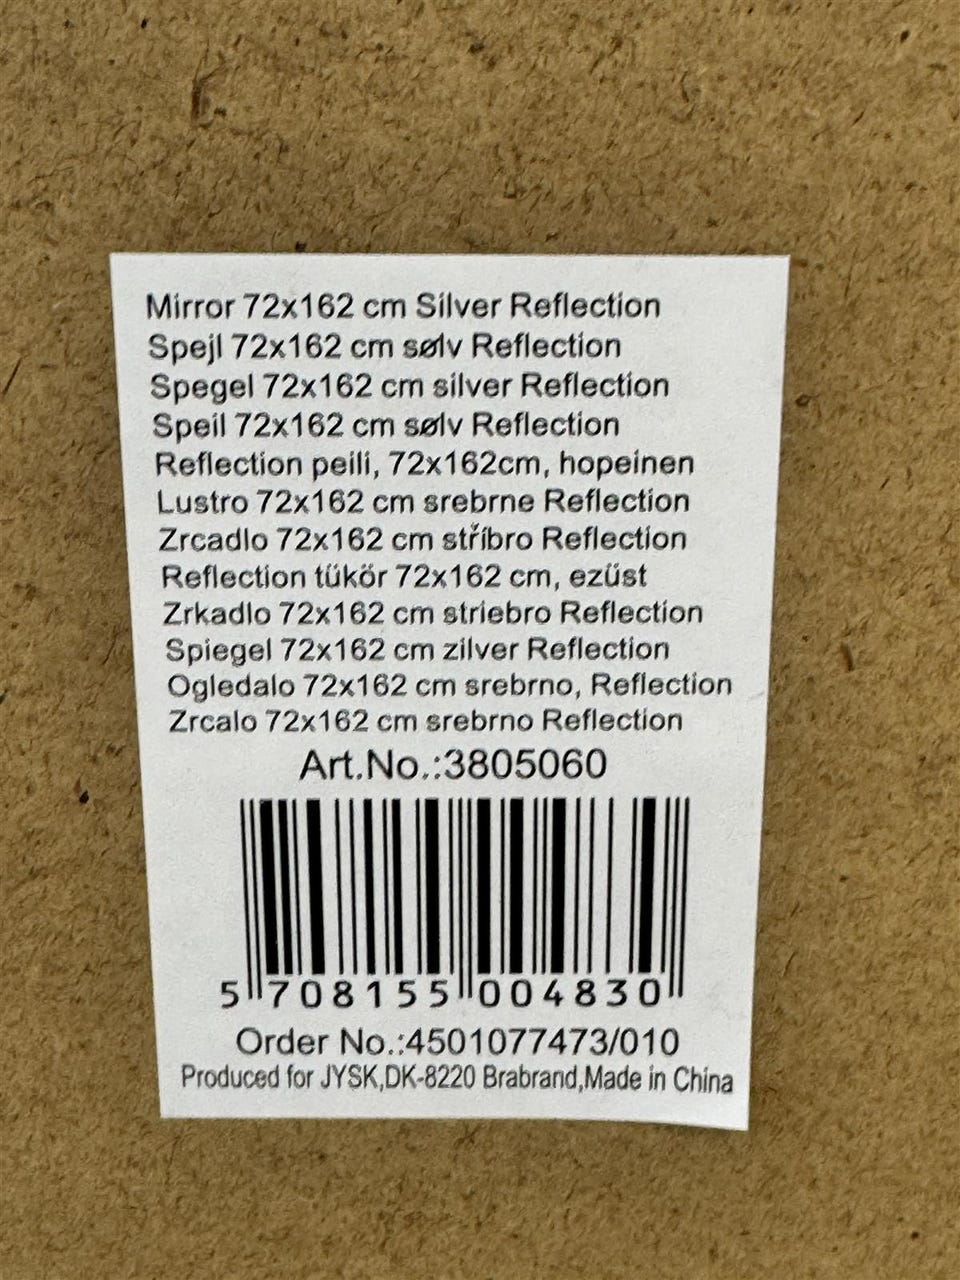 Mirror 72x162 cm Silver Reflection
Spejl 72x162 cm sølv Reflection
Spegel 72x162 cm silver Reflection
Speil 72x162 cm sølv Reflection
Reflection peili, 72x162cm, hopeinen
Lustro 72x162 cm srebrne Reflection
Zrcadlo 72x162 cm stříbro Reflection
Reflection tükör 72x162 cm, ezüst
Zrkadlo 72x162 cm striebro Reflection
Spiegel 72x162 cm zilver Reflection
Ogledalo 72x162 cm srebrno, Reflection
Zrcalo 72x162 cm srebrno Reflection
Art.No.:3805060
5 708155 004830
Order No.:4501077473/010
Produced for JYSK,DK-8220 Brabrand,Made in China